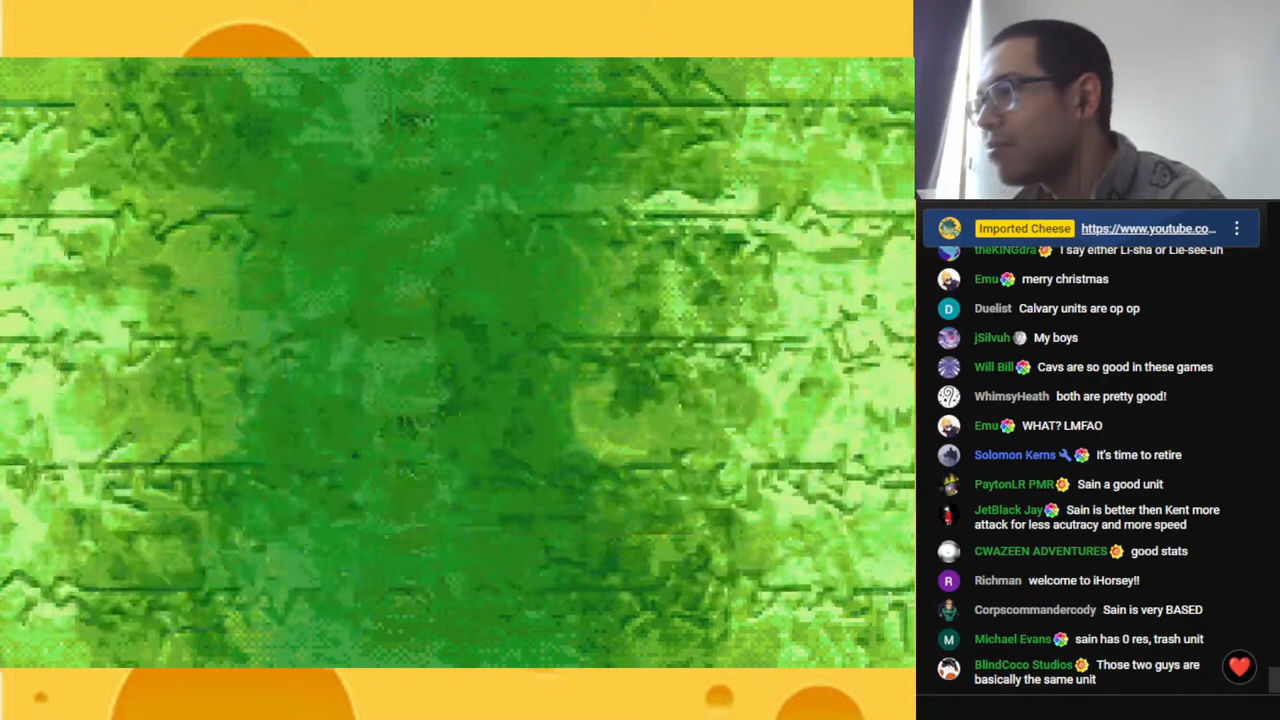 Imported Cheese https://www.youtube.co...
theKINGdra I say either Li-sha or Lie-see-uh
Emu merry christmas
D Duelist Calvary units are op op
jSilvuh My boys
Will Bill Cavs are so good in these games
WhimsyHeath both are pretty good!
Emu WHAT? LMFAO
Solomon Kerns It's time to retire
PaytonLR PMR Sain a good unit
JetBlack Jay Sain is better then Kent more
attack for less acutracy and more speed
CWAZEEN ADVENTURES good stats
R Richman welcome to iHorsey!!
Corpscommandercody Sain is very BASED
M Michael Evans sain has 0 res, trash unit
BlindCoco Studios Those two guys are
basically the same unit